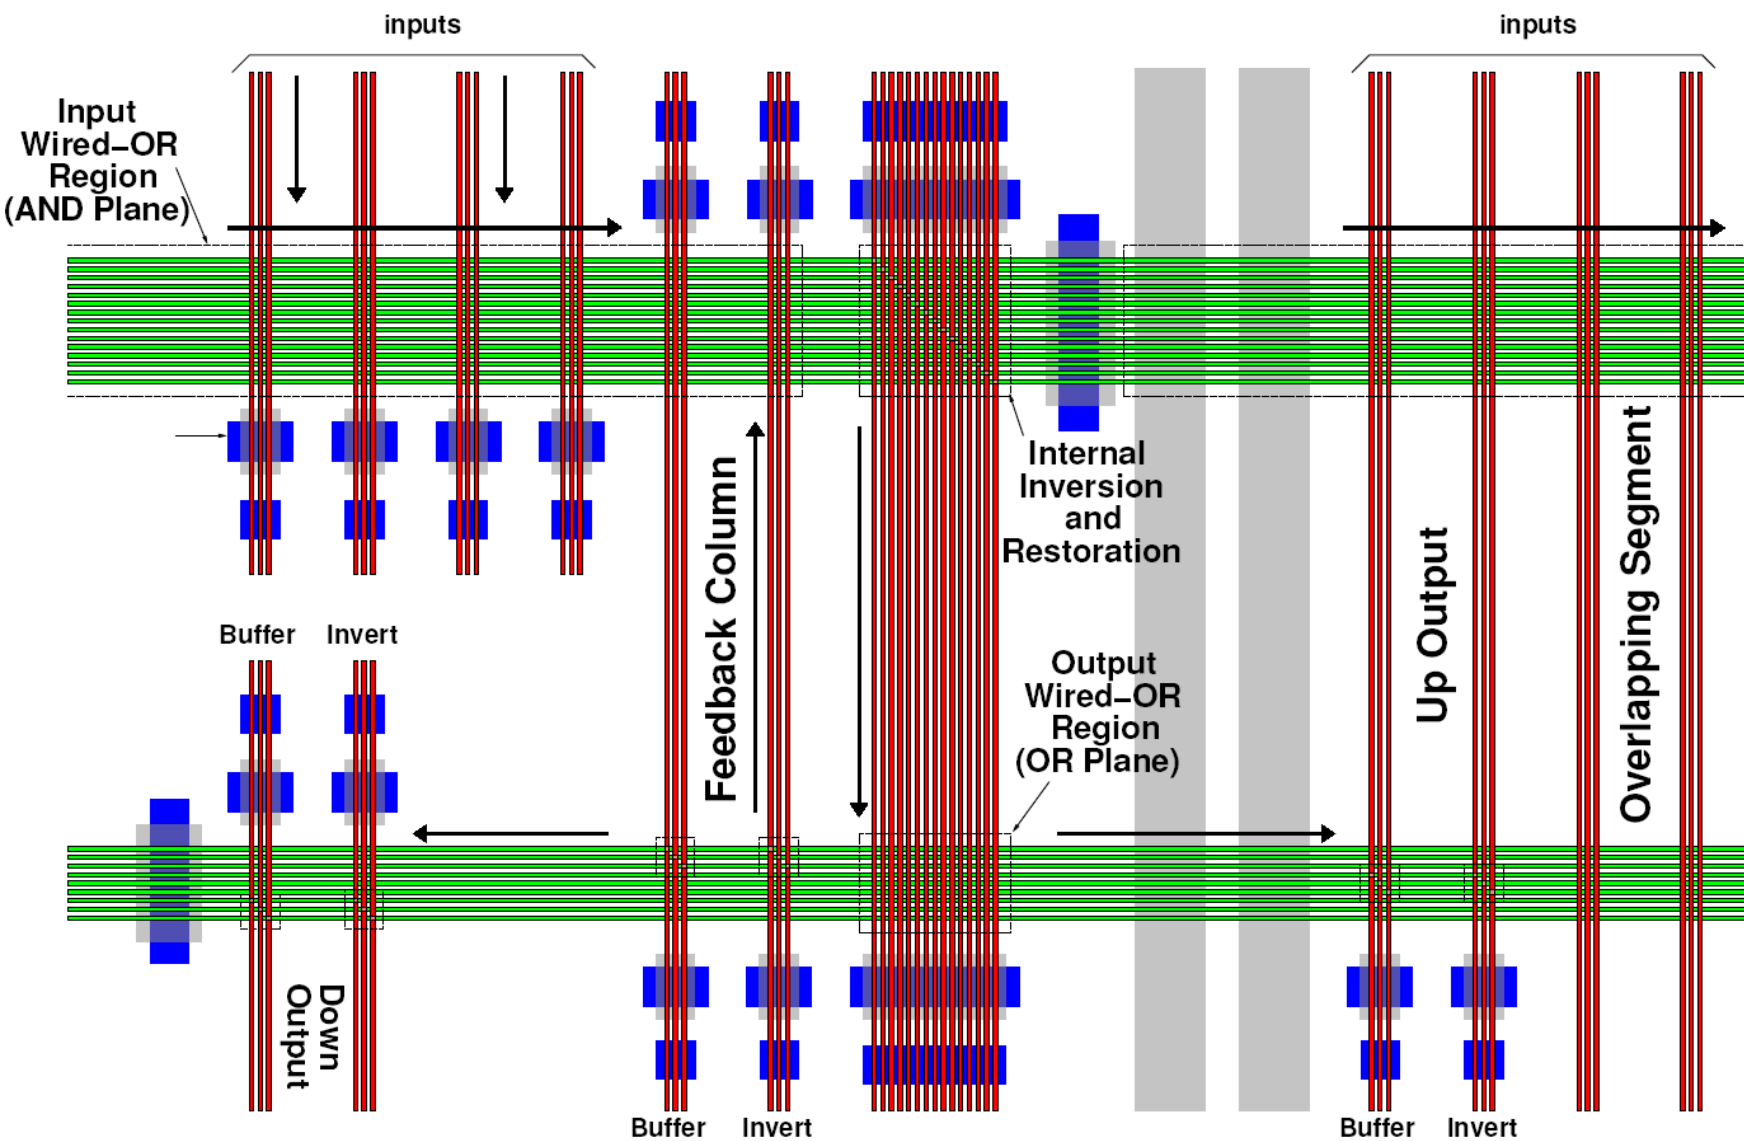 inputs
inputs
Input
Wired–OR
Region
(AND Plane)
Internal
Inversion
and
Restoration
Feedback Column
Up Output
Overlapping Segment
Buffer
Invert
Output
Wired–OR
Region
(OR Plane)
Down
Output
Buffer
Invert
Buffer
Invert